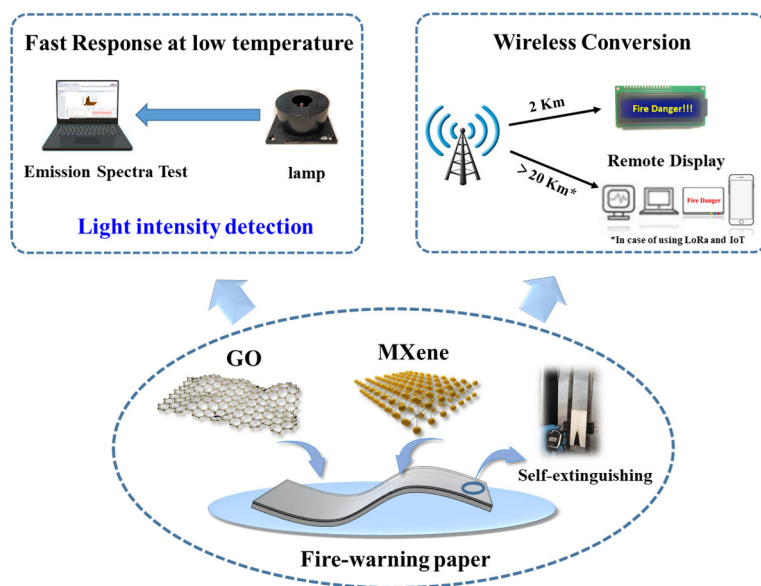 Fast Response at low temperature
Emission Spectra Test
lamp
Light intensity detection
Wireless Conversion
2 Km
Fire Danger!!!
Remote Display
>20 Km*
Fire Danger
*In case of using LoRa and IoT
GO
MXene
Self-extinguishing
Fire-warning paper